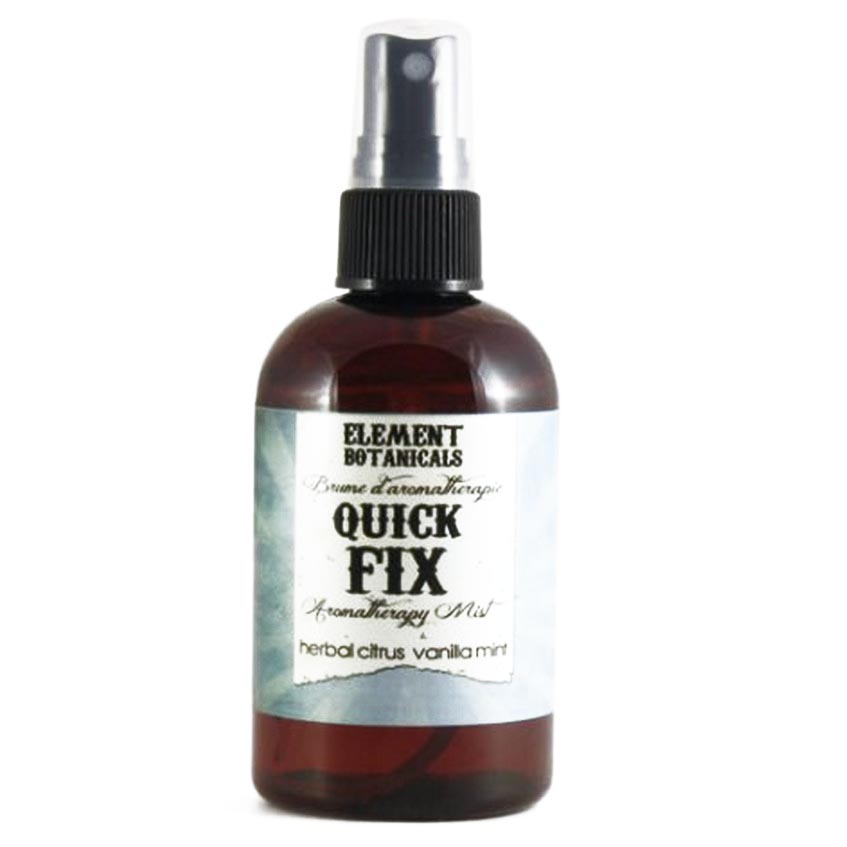 ELEMENT
BOTANICALS
Brume d'aromatherapie
QUICK
FIX
Aromatherapy Mist
&
herbal citrus vanilla mint